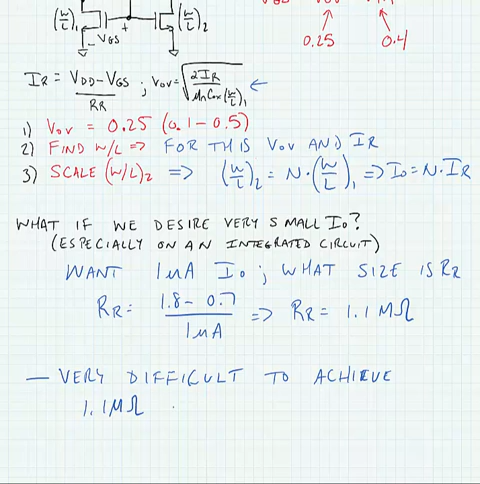 (W/L)1 + (W/L)2
- VGS
0.25 0.4
IR = VDD - VGS / RR ; VOV = √(2IR / μnCox(W/L)1) ←
1) VOV = 0.25 (0.1 - 0.5)
2) FIND W/L => FOR THIS VOV AND IR
3) SCALE (W/L)2 => (W/L)2 = N·(W/L)1 => IO = N·IR
WHAT IF WE DESIRE VERY SMALL IO?
(ESPECIALLY ON AN INTEGRATED CIRCUIT)
WANT 1μA IO ; WHAT SIZE IS RR
RR = 1.8 - 0.7 / 1μA => RR = 1.1 MΩ
— VERY DIFFICULT TO ACHIEVE
1.1MΩ